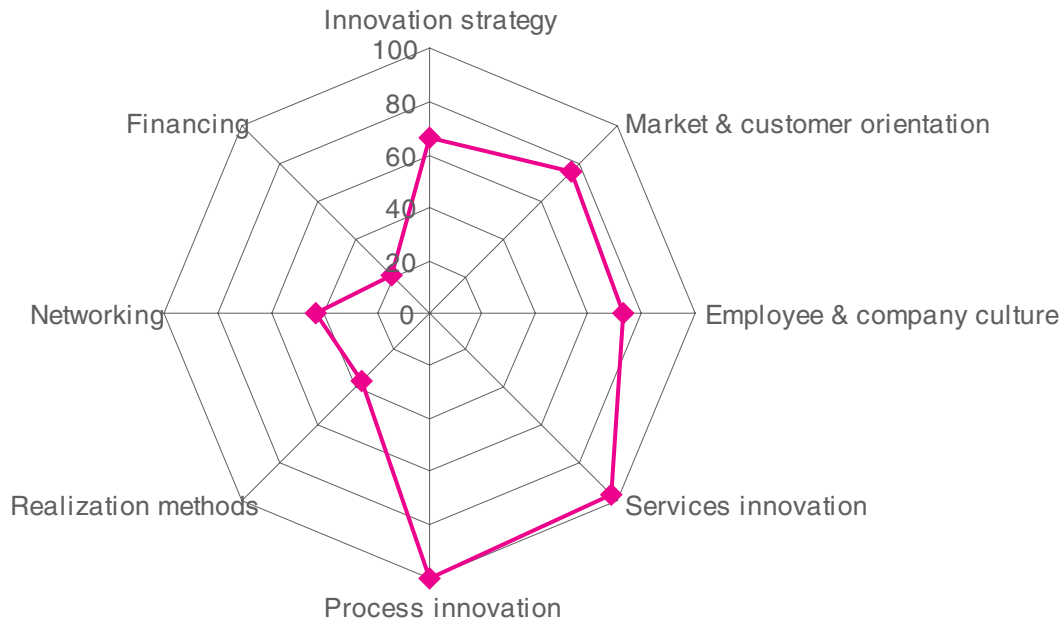 Innovation strategy
100
Financing
80
Market & customer orientation
60
40
20
Networking
0
Employee & company culture
Realization methods
Services innovation
Process innovation